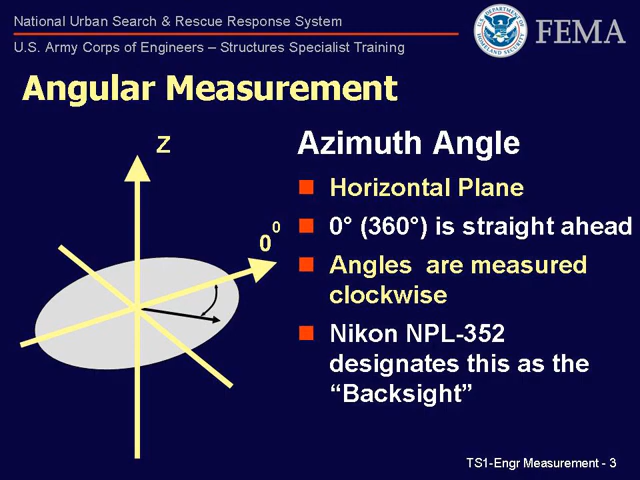 National Urban Search & Rescue Response System
U.S. Army Corps of Engineers – Structures Specialist Training
FEMA
Angular Measurement
Z
0⁰
Azimuth Angle
Horizontal Plane
0° (360°) is straight ahead
Angles are measured
clockwise
Nikon NPL-352
designates this as the
“Backsight”
TS1-Engr Measurement - 3